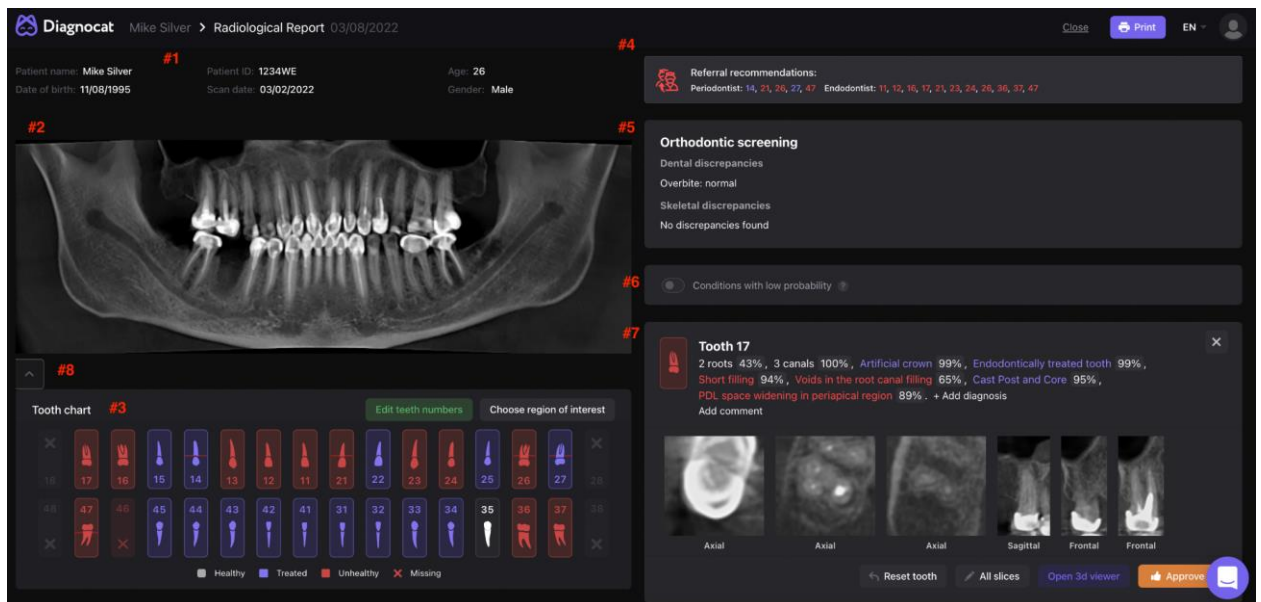 Diagnocat Mike Silver > Radiological Report 03/08/2022
Close Print EN
#1
#4
Patient name: Mike Silver Patient ID: 1234WE Age: 26
Date of birth: 11/08/1995 Scan date: 03/02/2022 Gender: Male
Referral recommendations:
Periodontist: 14, 21, 26, 27, 47 Endodontist: 11, 12, 16, 17, 21, 23, 24, 26, 36, 37, 47
#2
#5
Orthodontic screening
Dental discrepancies
Overbite: normal
Skeletal discrepancies
No discrepancies found
#6
Conditions with low probability ?
#7
Tooth 17
2 roots 43%, 3 canals 100%, Artificial crown 99%, Endodontically treated tooth 99%,
Short filling 94%, Voids in the root canal filling 65%, Cast Post and Core 95%,
PDL space widening in periapical region 89%. + Add diagnosis
Add comment
Axial Axial Axial Sagittal Frontal Frontal
Reset tooth All slices Open 3d viewer Approve
#8
Tooth chart #3 Edit teeth numbers Choose region of interest
18 17 16 15 14 13 12 11 21 22 23 24 25 26 27 28
48 47 46 45 44 43 42 41 31 32 33 34 35 36 37 38
Healthy Treated Unhealthy Missing